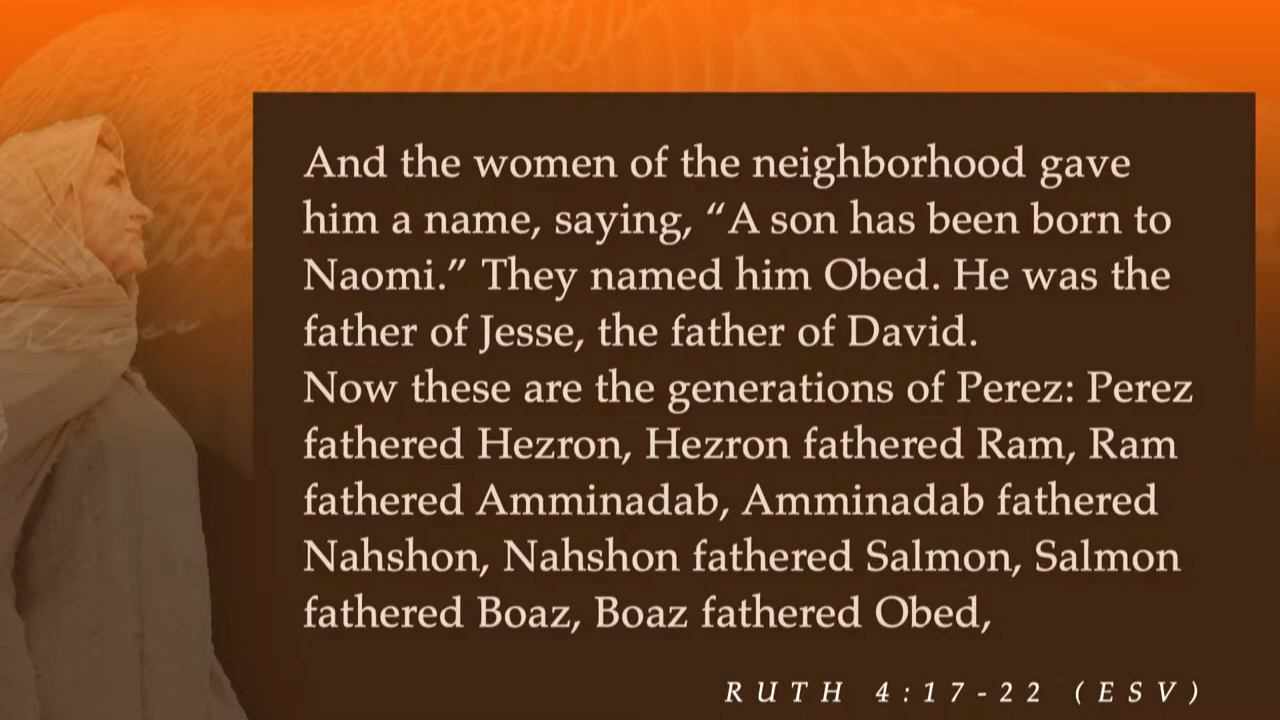 And the women of the neighborhood gave
him a name, saying, “A son has been born to
Naomi.” They named him Obed. He was the
father of Jesse, the father of David.
Now these are the generations of Perez: Perez
fathered Hezron, Hezron fathered Ram, Ram
fathered Amminadab, Amminadab fathered
Nahshon, Nahshon fathered Salmon, Salmon
fathered Boaz, Boaz fathered Obed,
RUTH 4:17-22 (ESV)